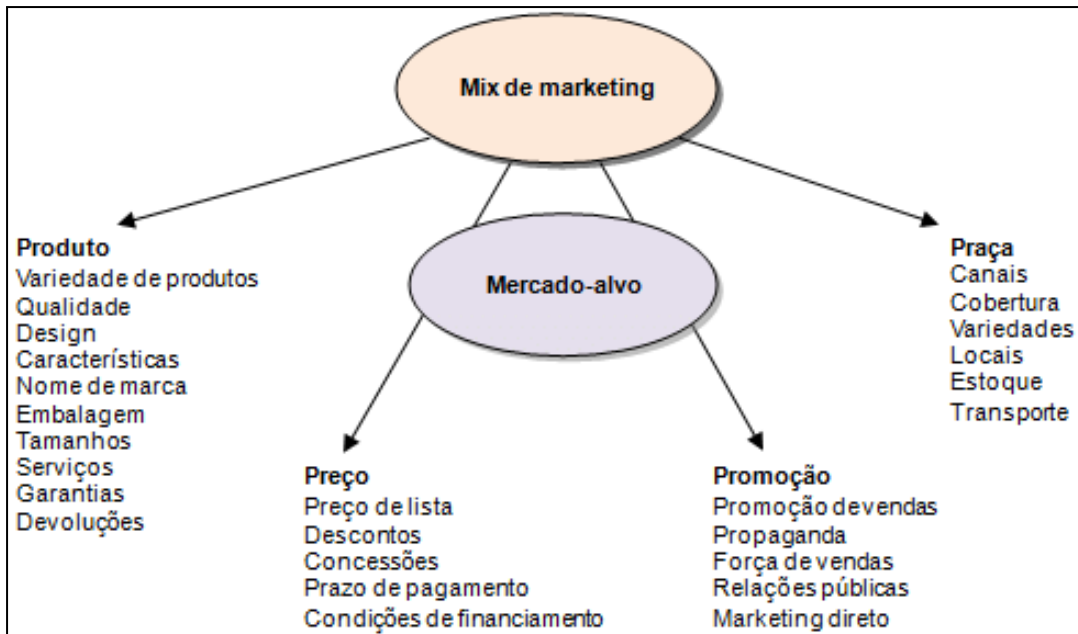 Mix de marketing
Mercado-alvo
Produto
Variedade de produtos
Qualidade
Design
Características
Nome de marca
Embalagem
Tamanhos
Serviços
Garantias
Devoluções
Preço
Preço de lista
Descontos
Concessões
Prazo de pagamento
Condições de financiamento
Promoção
Promoção de vendas
Propaganda
Força de vendas
Relações públicas
Marketing direto
Praça
Canais
Cobertura
Variedades
Locais
Estoque
Transporte